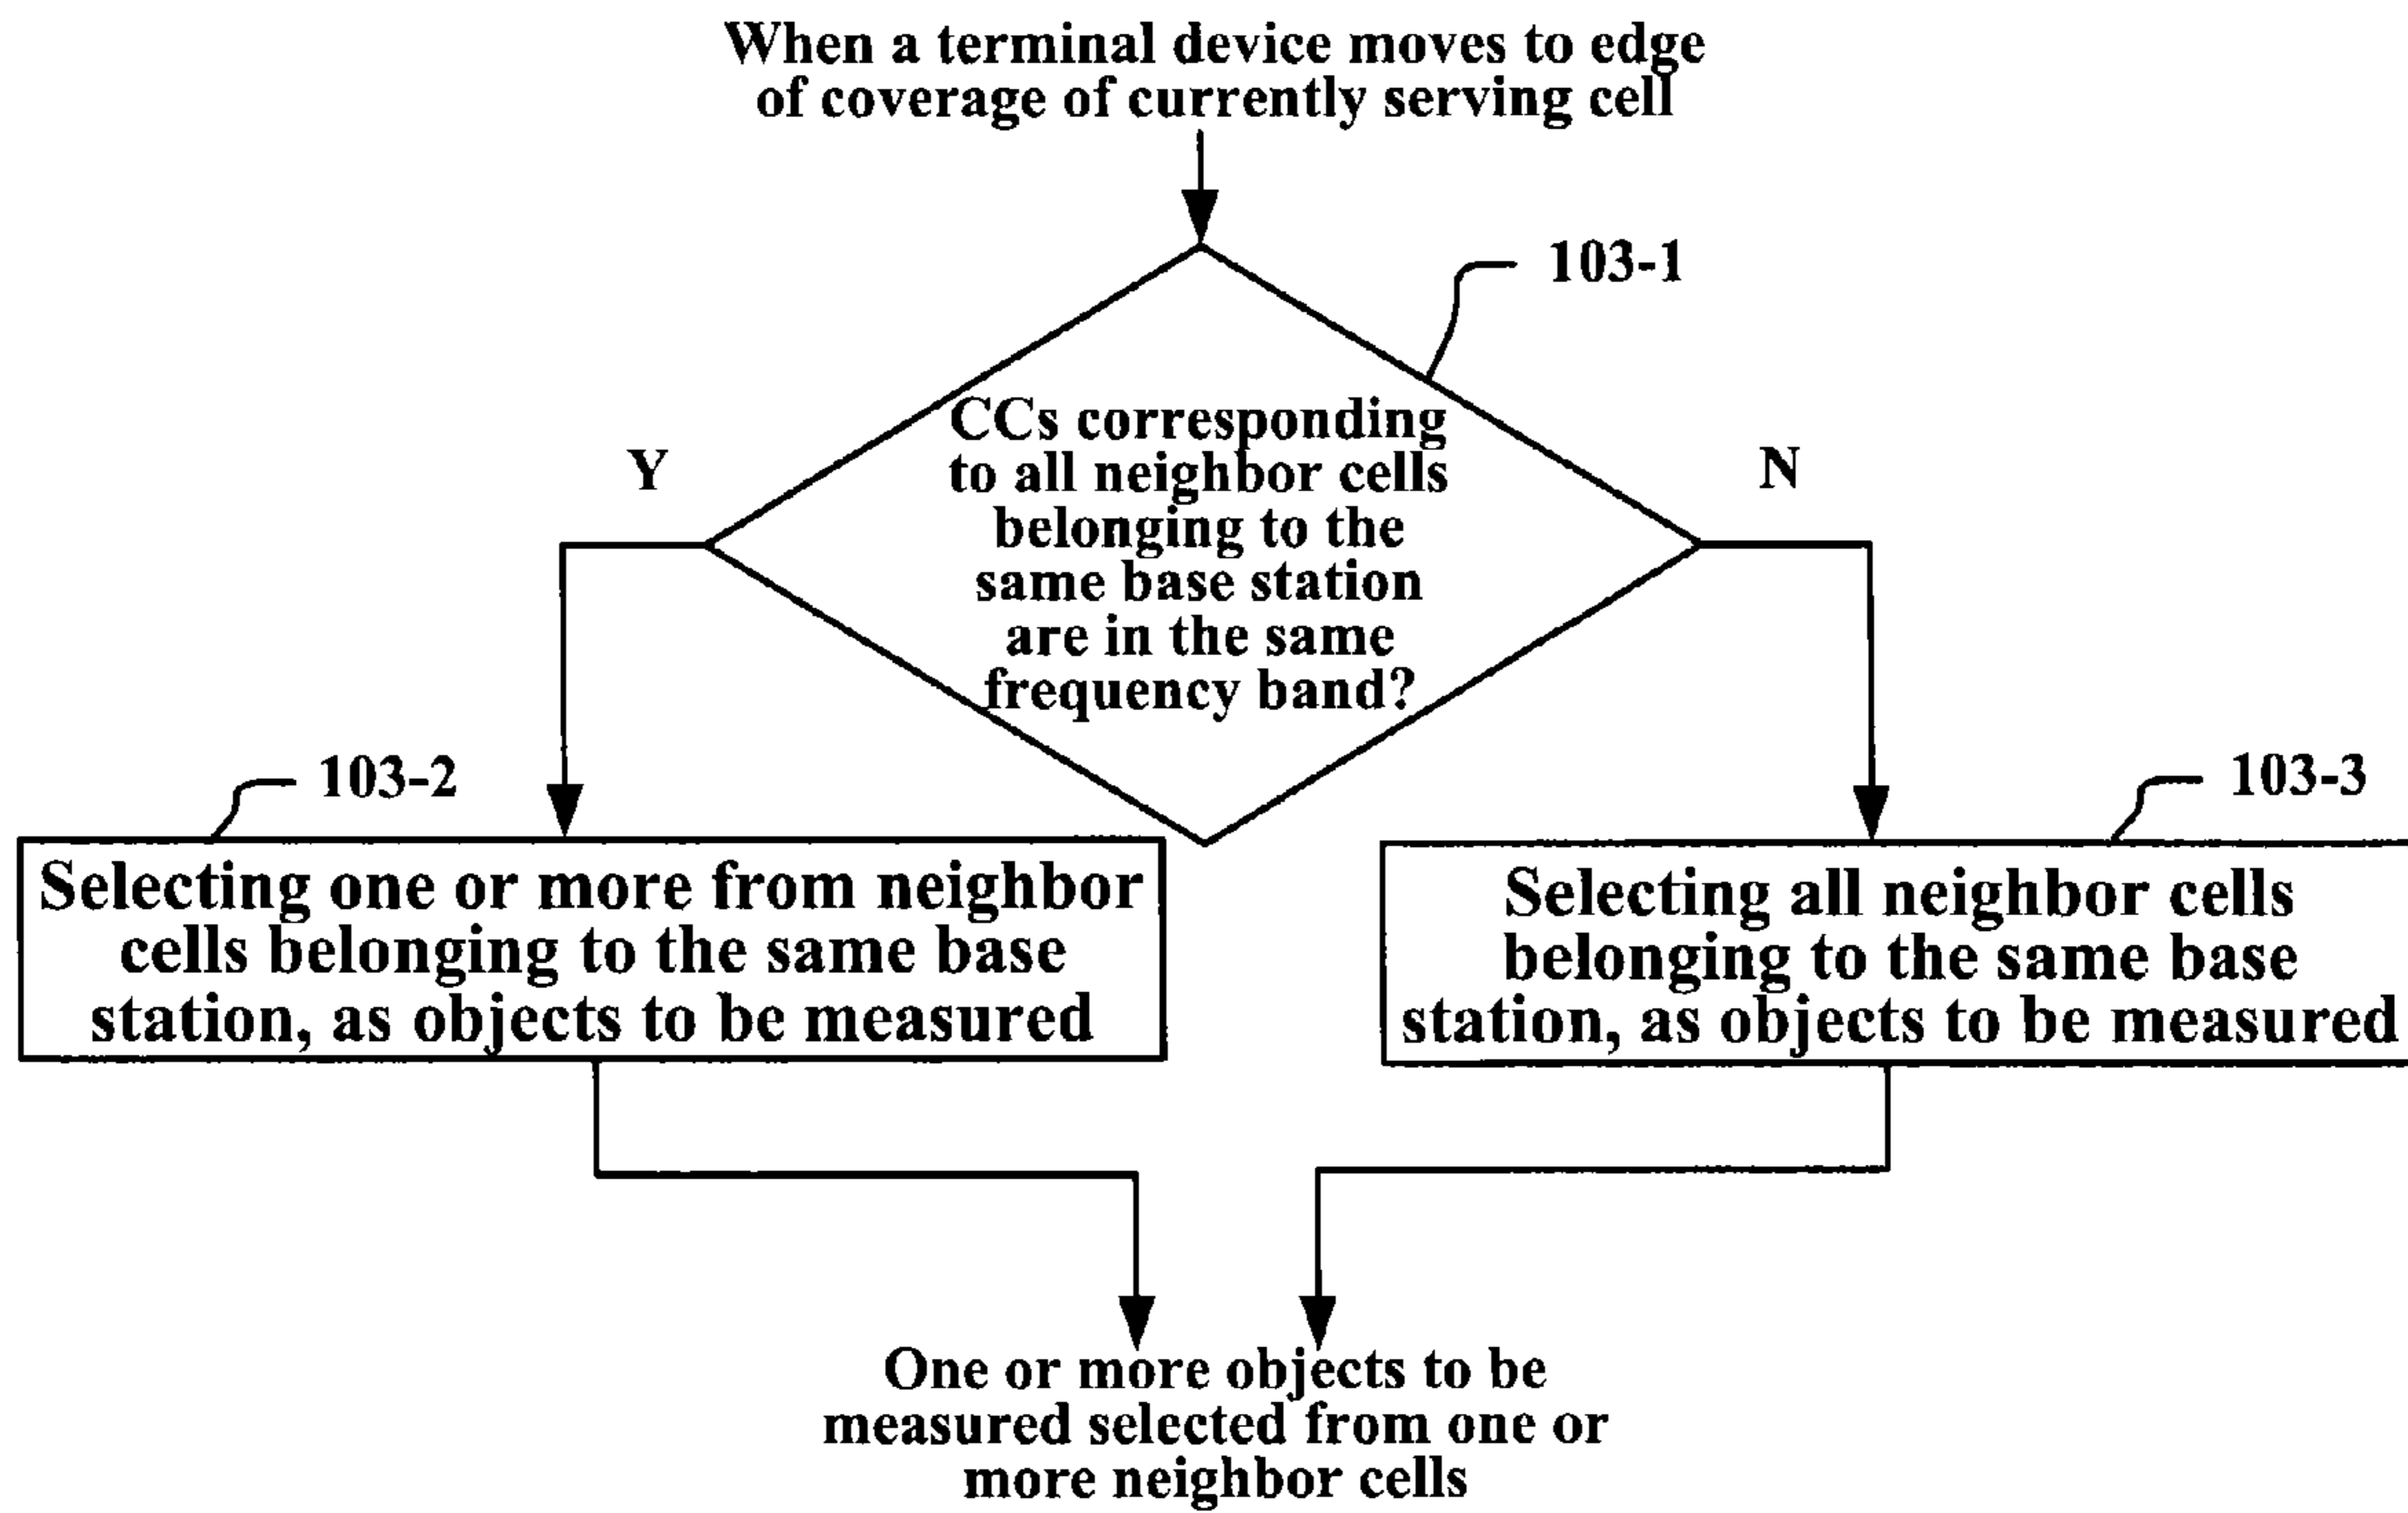 When a terminal device moves to edge
of coverage of currently serving cell
103-1
CCs corresponding
to all neighbor cells
belonging to the
same base station
are in the same
frequency band?
Y
N
103-2
103-3
Selecting one or more from neighbor
cells belonging to the same base
station, as objects to be measured
Selecting all neighbor cells
belonging to the same base
station, as objects to be measured
One or more objects to be
measured selected from one or
more neighbor cells